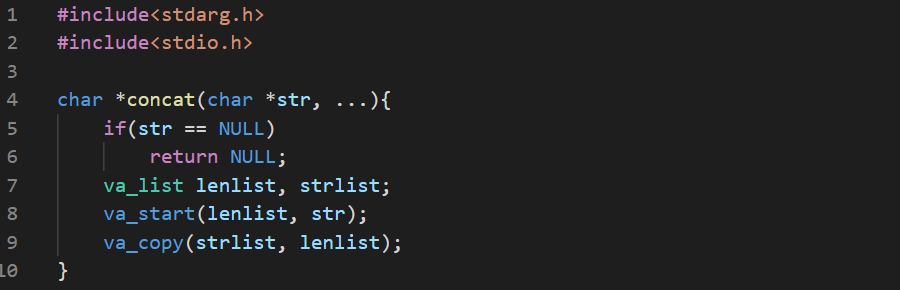 1 #include<stdarg.h>
2 #include<stdio.h>
3
4 char *concat(char *str, ...){
5 if(str == NULL)
6 return NULL;
7 va_list lenlist, strlist;
8 va_start(lenlist, str);
9 va_copy(strlist, lenlist);
10 }